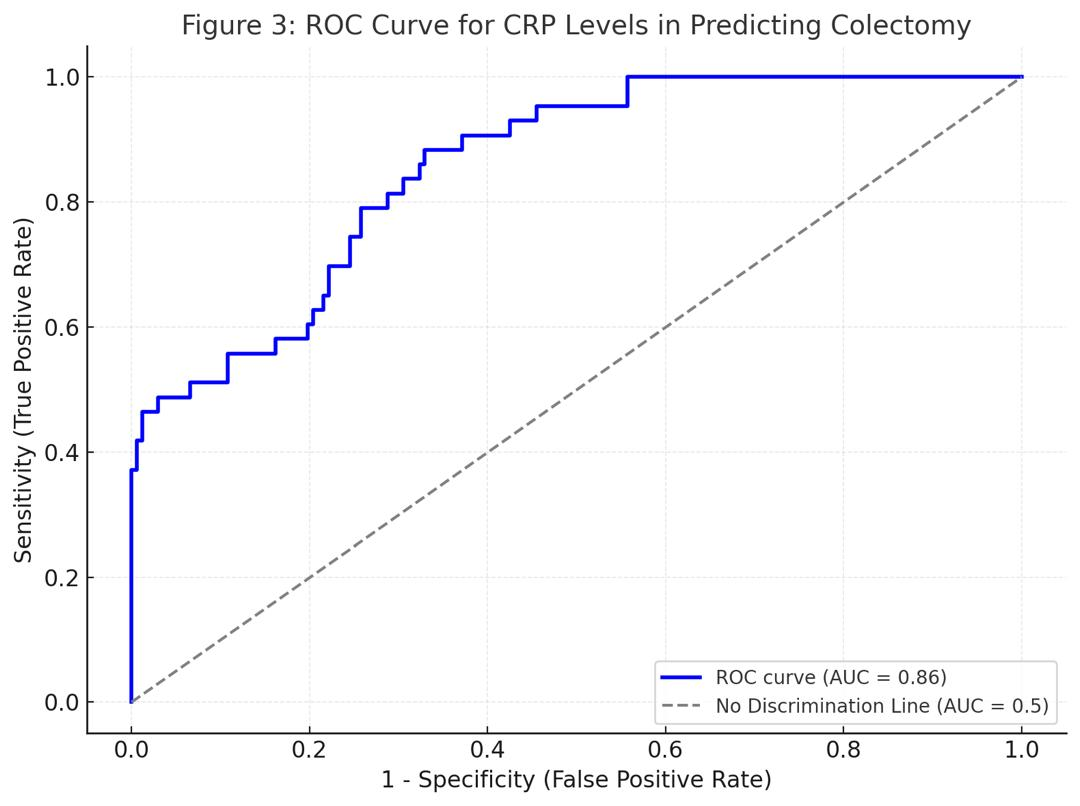 Figure 3: ROC Curve for CRP Levels in Predicting Colectomy
Sensitivity (True Positive Rate)
1.0
0.8
0.6
0.4
0.2
0.0
ROC curve (AUC = 0.86)
No Discrimination Line (AUC = 0.5)
0.0 0.2 0.4 0.6 0.8 1.0
1 - Specificity (False Positive Rate)